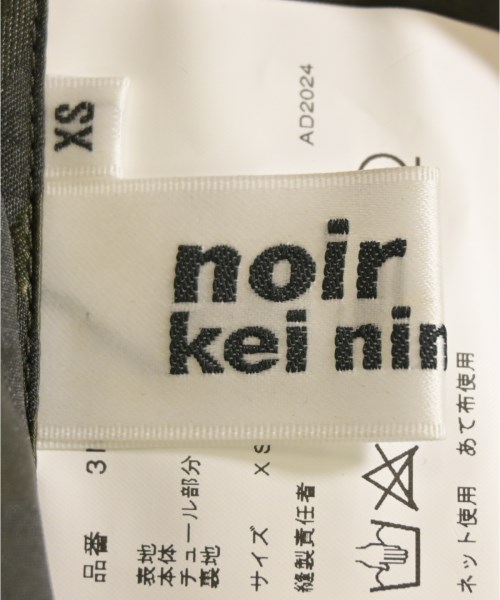 XS
AD2024
noir
kei nin
品番 3
表地
本体
チュール部分
裏地
サイズ XS
縫製責任者
ネット使用 あて布使用